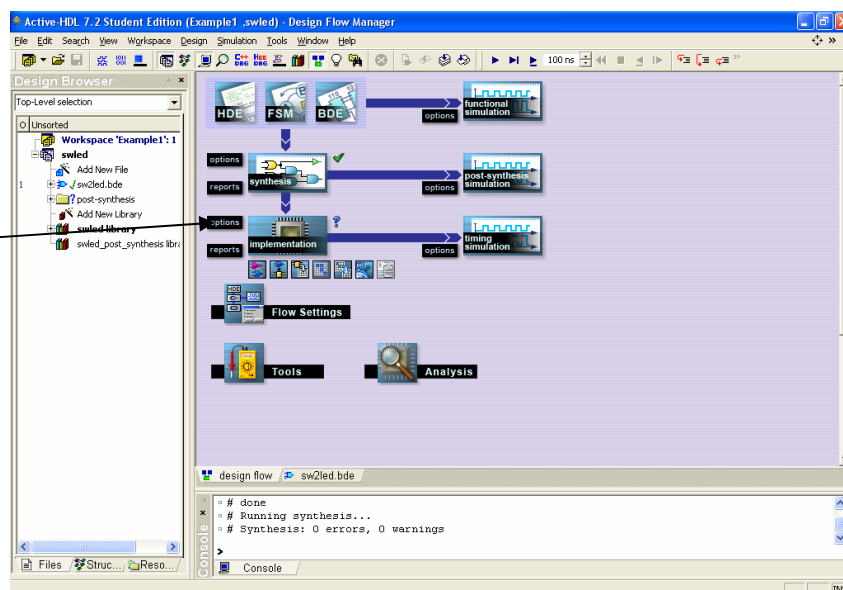 Active-HDL 7.2 Student Edition (Example1 ,swled) - Design Flow Manager
File Edit Search View Workspace Design Simulation Tools Window Help
C++ DEG HDL DEG
100 ns
Design Browser
Top-Level selection
O Unsorted
Workspace 'Example1': 1
swled
Add New File
1 sw2led.bde
? post-synthesis
Add New Library
swled library
swled_post_synthesis libra
Files Struc... Reso...
HDE FSM BDE
options
functional simulation
options
reports
synthesis
options
post-synthesis simulation
options
reports
implementation
?
options
timing simulation
HDE
Flow Settings
Tools
Analysis
design flow sw2led.bde
# done
# Running synthesis...
# Synthesis: 0 errors, 0 warnings
>
Console
Console